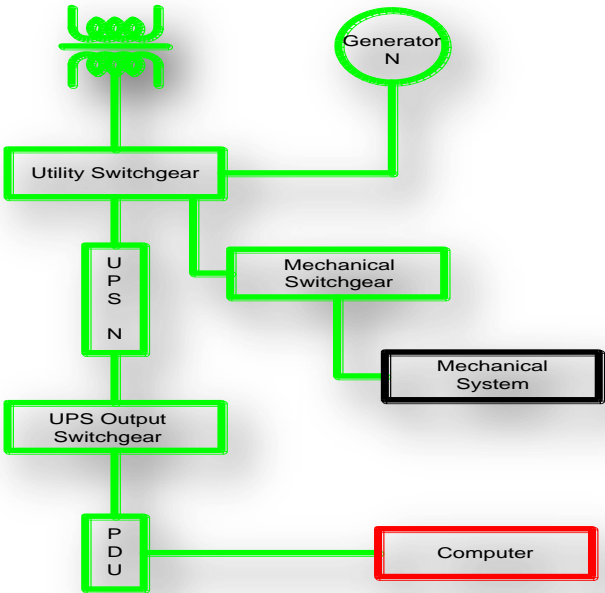 Generator
N
Utility Switchgear
U
P
S
N
Mechanical
Switchgear
Mechanical
System
UPS Output
Switchgear
P
D
U
Computer